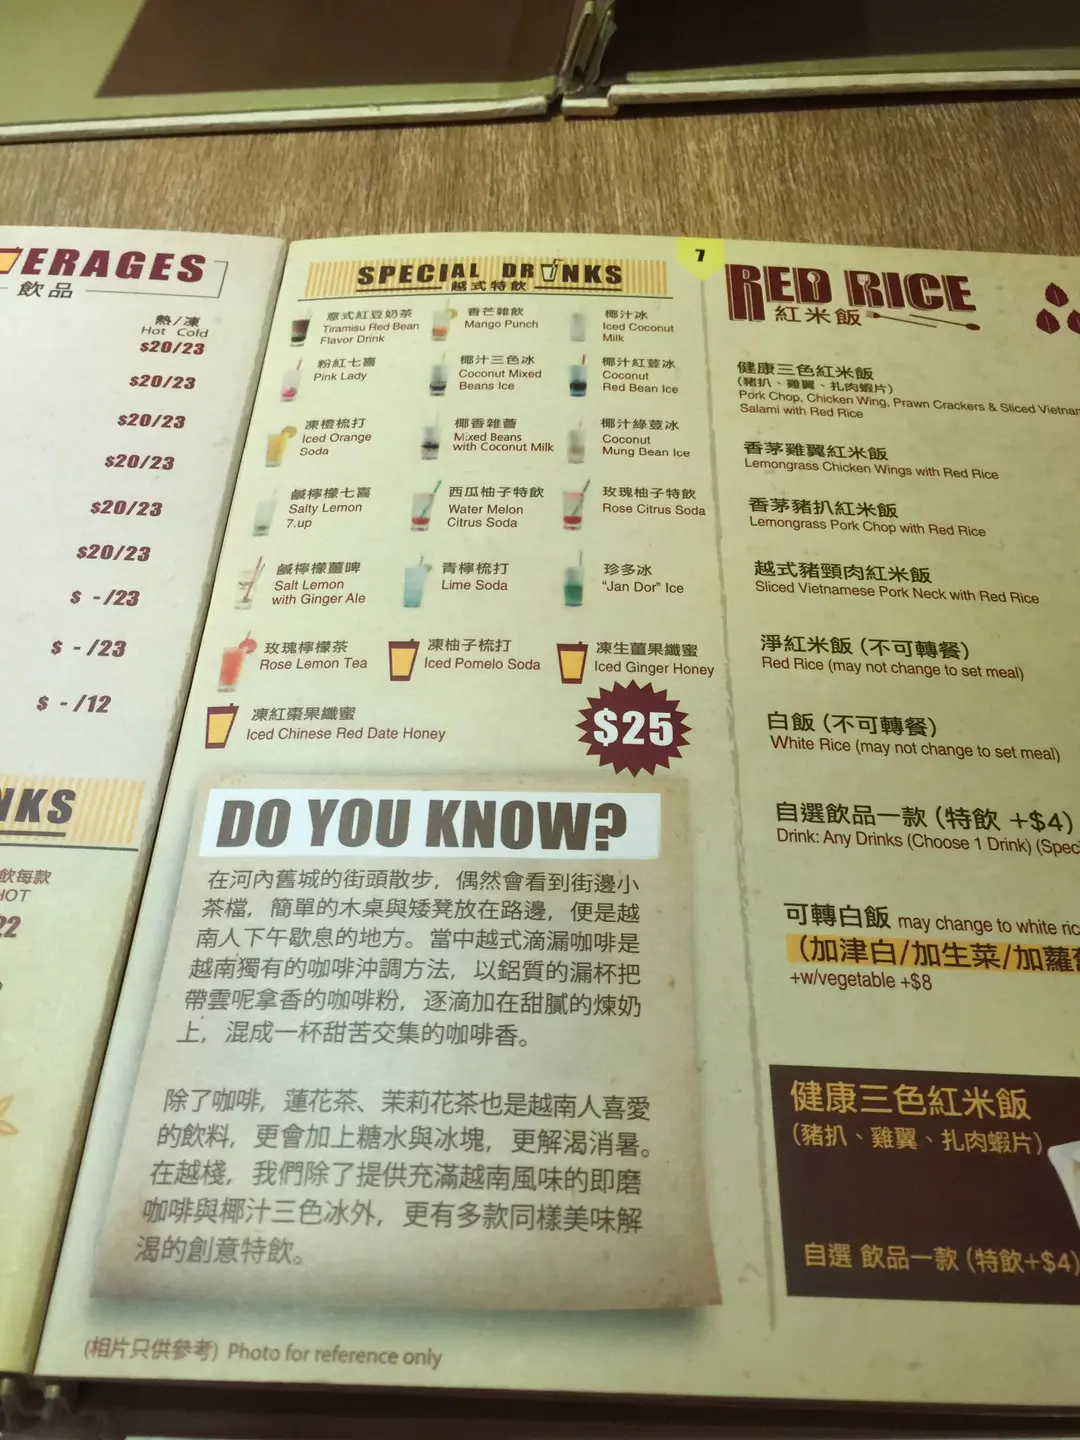 ERAGES
飲品
熱/凍
Hot Cold
$20/23
$20/23
$20/23
$20/23
$20/23
$20/23
$ -/23
$ -/23
$ -/12
NKS
飲每款
HOT
22
SPECIAL DRINKS
越式特飲
意式紅豆奶茶
Tiramisu Red Bean
Flavor Drink
香芒雜飲
Mango Punch
椰汁冰
Iced Coconut
Milk
粉紅七喜
Pink Lady
椰汁三色冰
Coconut Mixed
Beans Ice
椰汁紅荳冰
Coconut
Red Bean Ice
凍橙梳打
Iced Orange
Soda
椰香雜薈
Mixed Beans
with Coconut Milk
椰汁綠荳冰
Coconut
Mung Bean Ice
鹹檸檬七喜
Salty Lemon
7.up
西瓜柚子特飲
Water Melon
Citrus Soda
玫瑰柚子特飲
Rose Citrus Soda
鹹檸檬薑啤
Salt Lemon
with Ginger Ale
青檸梳打
Lime Soda
珍多冰
"Jan Dor" Ice
玫瑰檸檬茶
Rose Lemon Tea
凍柚子梳打
Iced Pomelo Soda
凍生薑果纖蜜
Iced Ginger Honey
凍紅棗果纖蜜
Iced Chinese Red Date Honey
$25
DO YOU KNOW?
在河內舊城的街頭散步，偶然會看到街邊小
茶檔，簡單的木桌與矮凳放在路邊，便是越
南人下午歇息的地方。當中越式滴漏咖啡是
越南獨有的咖啡沖調方法，以鋁質的漏杯把
帶雲呢拿香的咖啡粉，逐滴加在甜膩的煉奶
上，混成一杯甜苦交集的咖啡香。
除了咖啡，蓮花茶、茉莉花茶也是越南人喜愛
的飲料，更會加上糖水與冰塊，更解渴消暑。
在越棧，我們除了提供充滿越南風味的即磨
咖啡與椰汁三色冰外，更有多款同樣美味解
渴的創意特飲。
(相片只供參考) Photo for reference only
7
RED RICE
紅米飯
健康三色紅米飯
(豬扒、雞翼、扎肉蝦片)
Pork Chop, Chicken Wing, Prawn Crackers & Sliced Vietnam
Salami with Red Rice
香茅雞翼紅米飯
Lemongrass Chicken Wings with Red Rice
香茅豬扒紅米飯
Lemongrass Pork Chop with Red Rice
越式豬頸肉紅米飯
Sliced Vietnamese Pork Neck with Red Rice
淨紅米飯 (不可轉餐)
Red Rice (may not change to set meal)
白飯 (不可轉餐)
White Rice (may not change to set meal)
自選飲品一款 (特飲 +$4)
Drink: Any Drinks (Choose 1 Drink) (Spec
可轉白飯 may change to white ric
(加津白/加生菜/加蘿
+w/vegetable +$8
健康三色紅米飯
(豬扒、雞翼、扎肉蝦片)
自選 飲品一款 (特飲+$4)